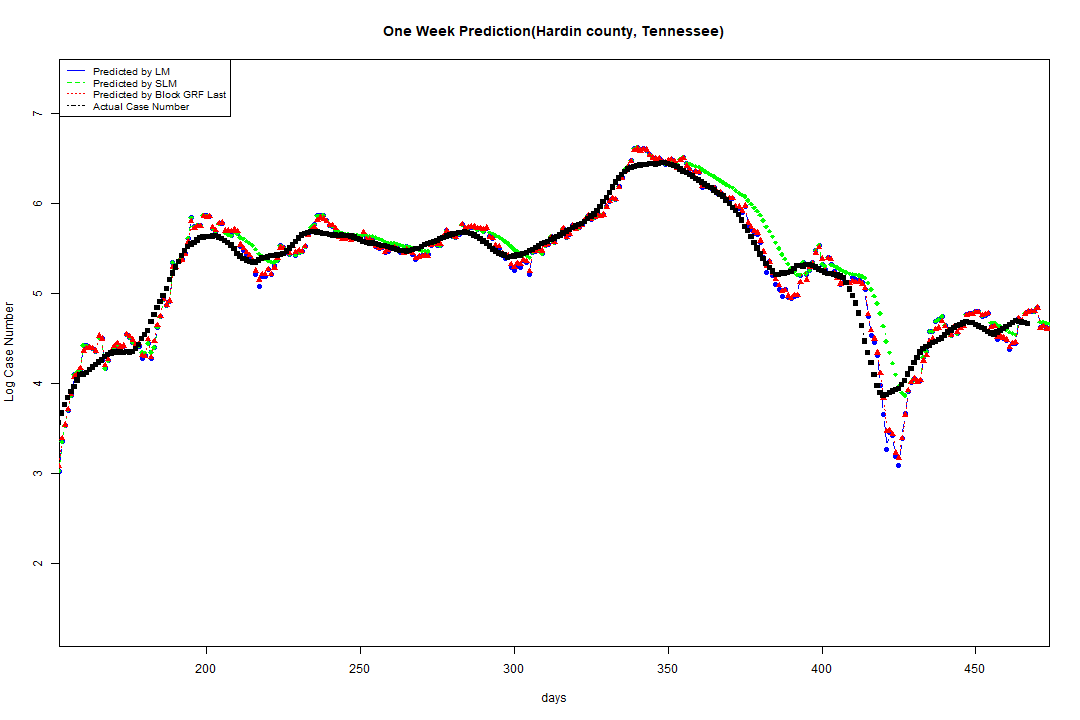 One Week Prediction(Hardin county, Tennessee)
Predicted by LM
Predicted by SLM
Predicted by Block GRF Last
Actual Case Number
7
6
5
4
3
2
Log Case Number
200 250 300 350 400 450
days